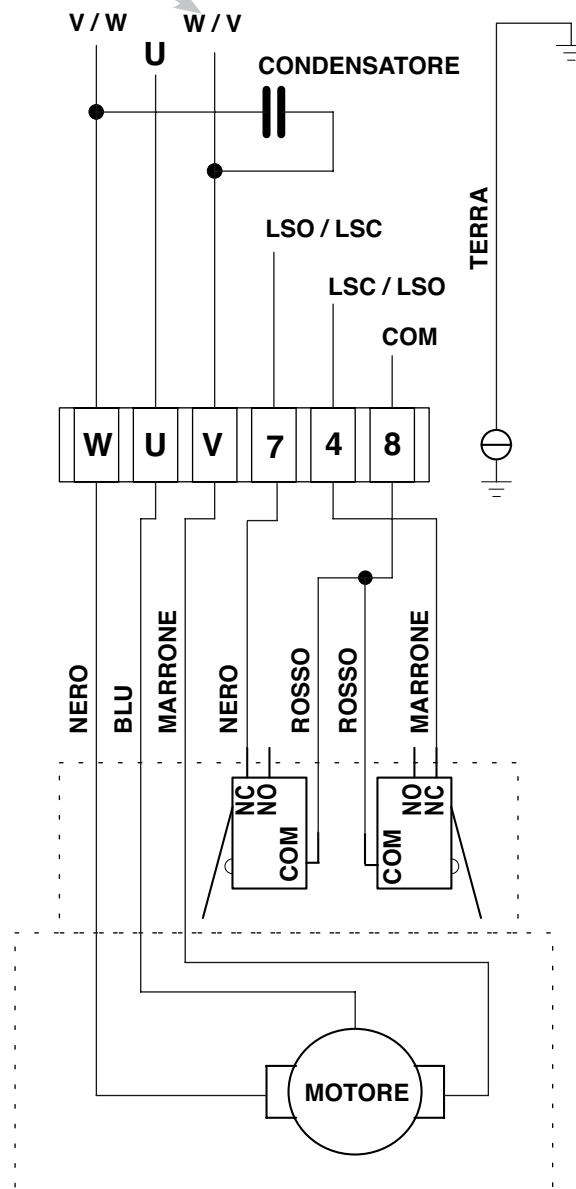 V / W
U
W / V
CONDENSATORE
TERRA
LSO / LSC
LSC / LSO
COM
W U V 7 4 8
NERO
BLU
MARRONE
NERO
ROSSO
ROSSO
MARRONE
NC
NO
COM
NO
NC
COM
MOTORE